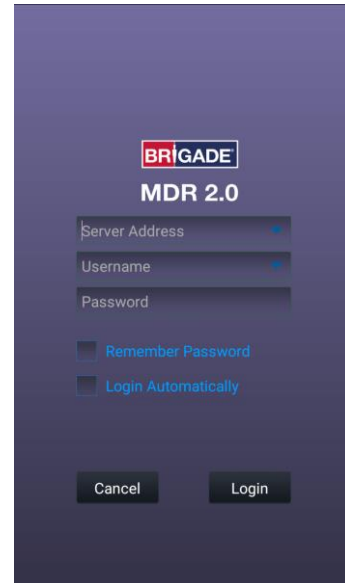 BRIGADE
MDR 2.0
Server Address
Username
Password
Remember Password
Login Automatically
Cancel Login